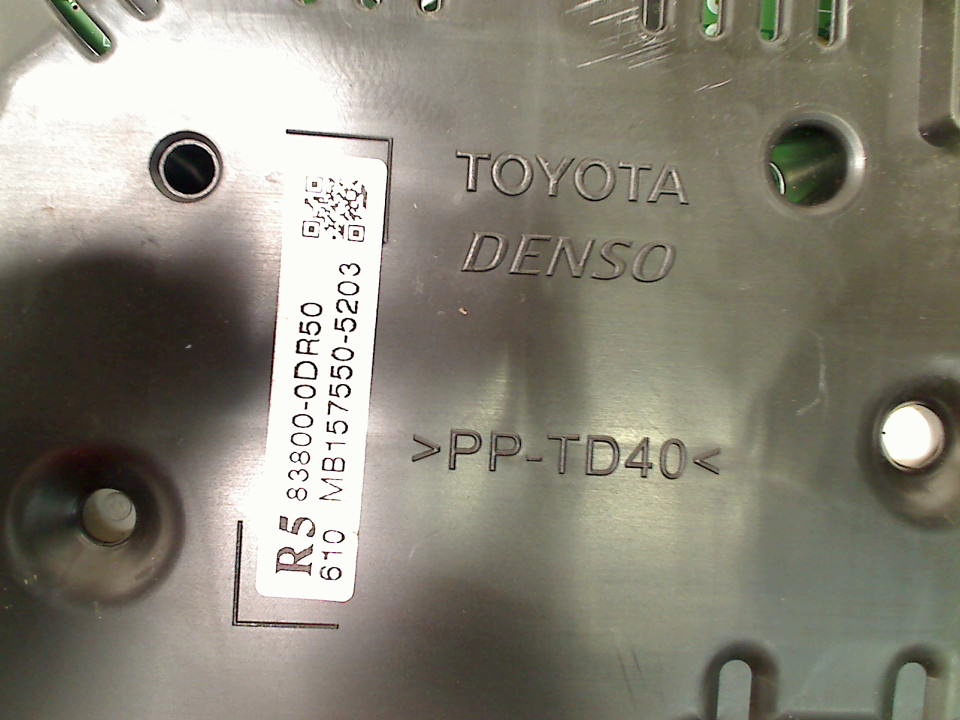 TOYOTA
DENSO
R5 83800-0DR50
610 MB157550-5203
>PP-TD40<